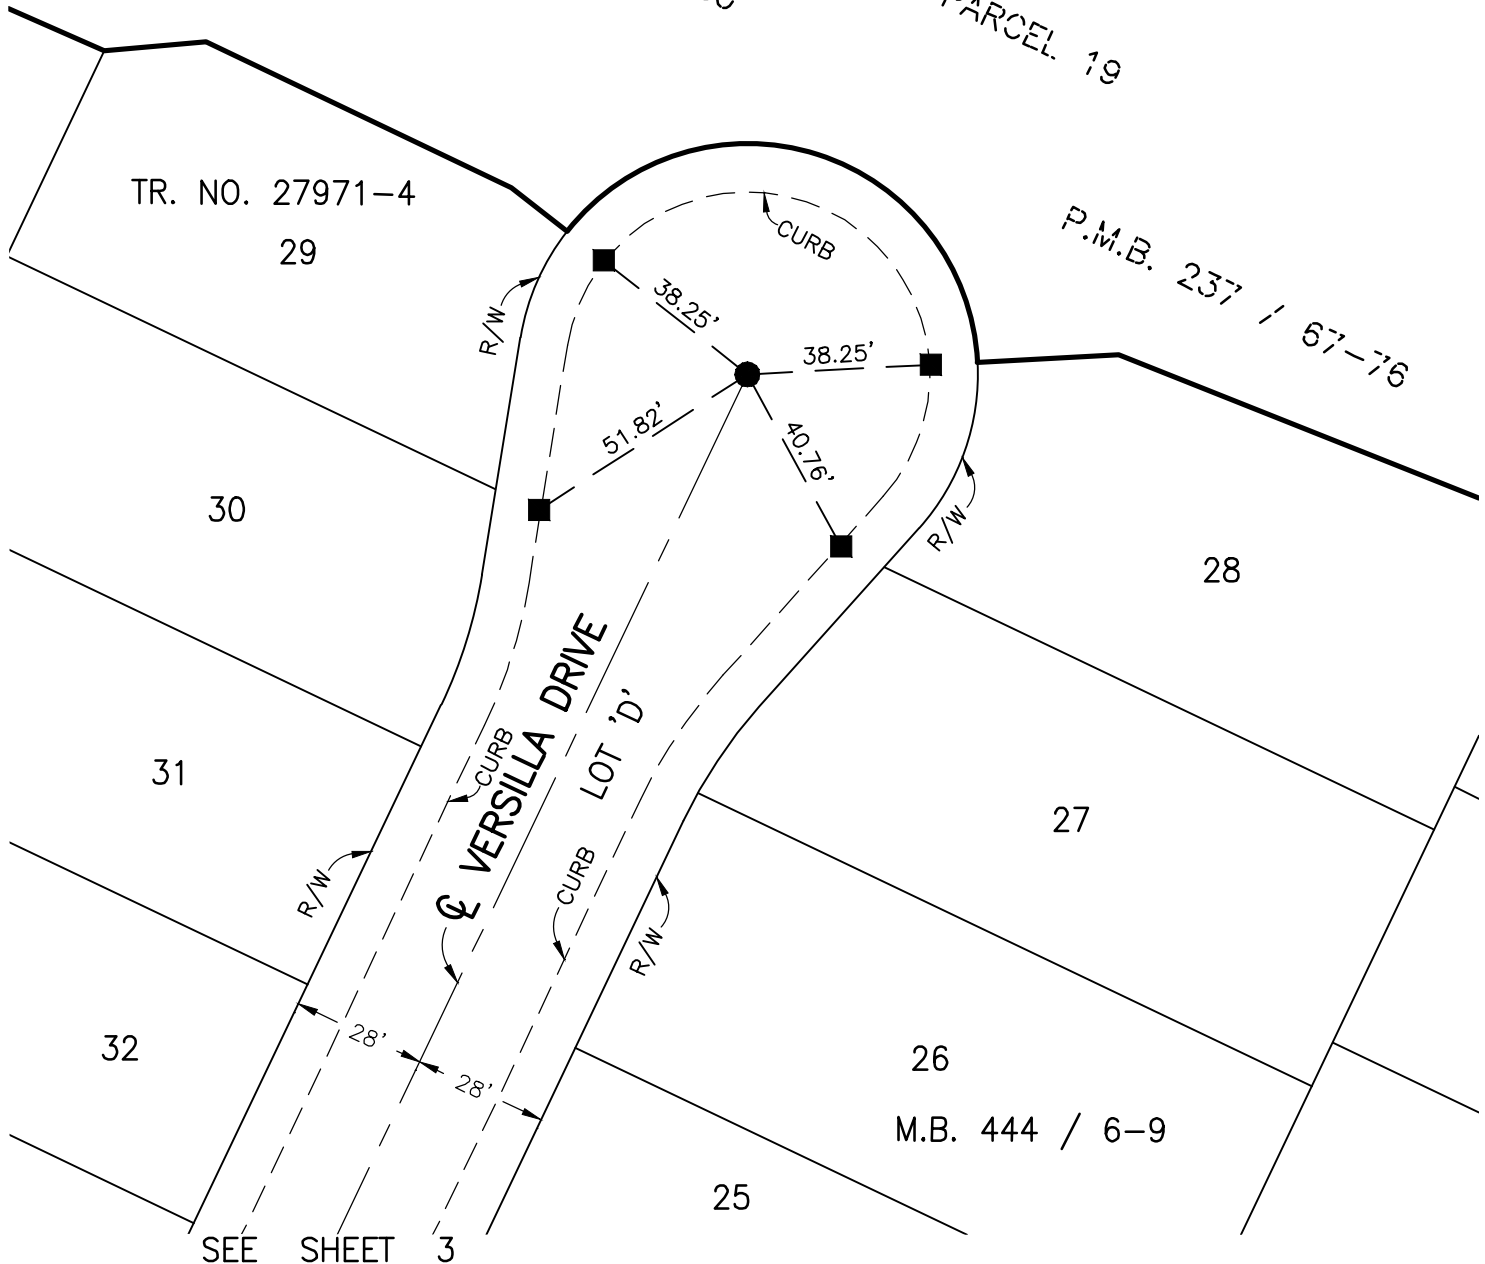 PARCEL 19
TR. NO. 27971-4
29
P.M.B. 237 / 67-76
CURB
R/W
38.25'
38.25'
51.82'
40.76'
30
R/W
28
℄ VERSILLA DRIVE
LOT 'D'
CURB
31
27
CURB
R/W
R/W
28'
28'
32
26
M.B. 444 / 6-9
25
SEE SHEET 3